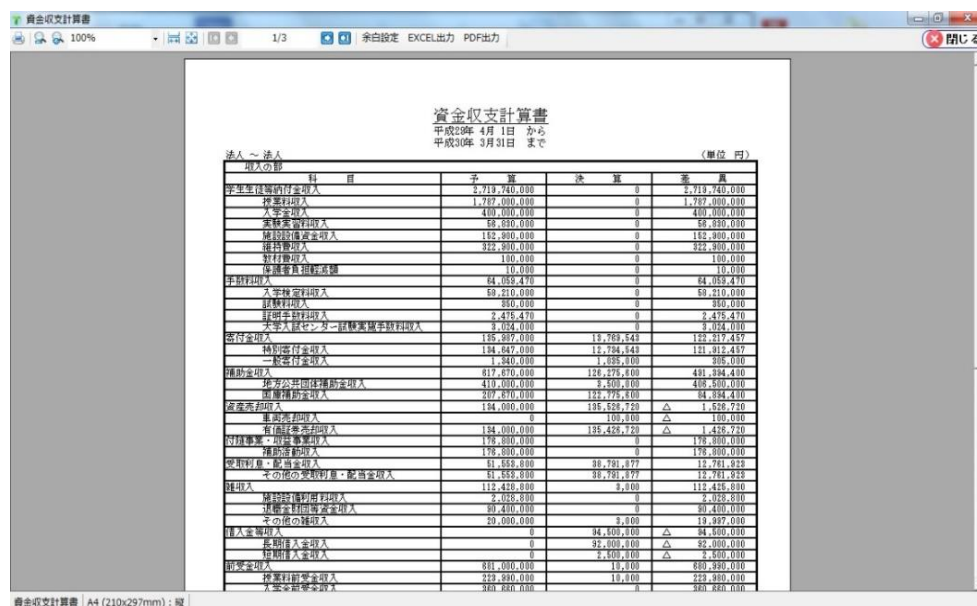 資金収支計算書
100% 1/3 余白設定 EXCEL出力 PDF出力 閉じる
資金収支計算書
平成29年 4月 1日 から
平成30年 3月31日 まで
法人 ～ 法人 (単位 円)
収入の部
科 目 予 算 決 算 差 異
学生生徒等納付金収入 2,719,740,000 0 2,719,740,000
授業料収入 1,787,000,000 0 1,787,000,000
入学金収入 400,000,000 0 400,000,000
実験実習料収入 56,830,000 0 56,830,000
施設設備資金収入 152,900,000 0 152,900,000
維持費収入 322,900,000 0 322,900,000
教材費収入 100,000 0 100,000
保護者負担軽減額 10,000 0 10,000
手数料収入 64,059,470 0 64,059,470
入学検定料収入 58,210,000 0 58,210,000
試験料収入 350,000 0 350,000
証明手数料収入 2,475,470 0 2,475,470
大学入試センター試験実施手数料収入 3,024,000 0 3,024,000
寄付金収入 135,987,000 13,769,543 122,217,457
特別寄付金収入 134,647,000 12,734,543 121,912,457
一般寄付金収入 1,340,000 1,035,000 305,000
補助金収入 617,670,000 126,275,600 491,394,400
地方公共団体補助金収入 410,000,000 3,500,000 406,500,000
国庫補助金収入 207,670,000 122,775,600 84,894,400
資産売却収入 134,000,000 135,526,720 △ 1,526,720
車両売却収入 0 100,000 △ 100,000
有価証券売却収入 134,000,000 135,426,720 △ 1,426,720
付随事業・収益事業収入 176,800,000 0 176,800,000
補助活動収入 176,800,000 0 176,800,000
受取利息・配当金収入 51,553,800 38,791,877 12,761,923
その他の受取利息・配当金収入 51,553,800 38,791,877 12,761,923
雑収入 112,428,800 3,000 112,425,800
施設設備利用料収入 2,028,800 0 2,028,800
退職金財団等資金収入 90,400,000 0 90,400,000
その他の雑収入 20,000,000 3,000 19,997,000
借入金等収入 0 94,500,000 △ 94,500,000
長期借入金収入 0 92,000,000 △ 92,000,000
短期借入金収入 0 2,500,000 △ 2,500,000
前受金収入 681,000,000 10,000 680,990,000
授業料前受金収入 223,990,000 10,000 223,980,000
入学金前受金収入 360,660,000 0 360,660,000
資金収支計算書 A4 (210x297mm) : 縦